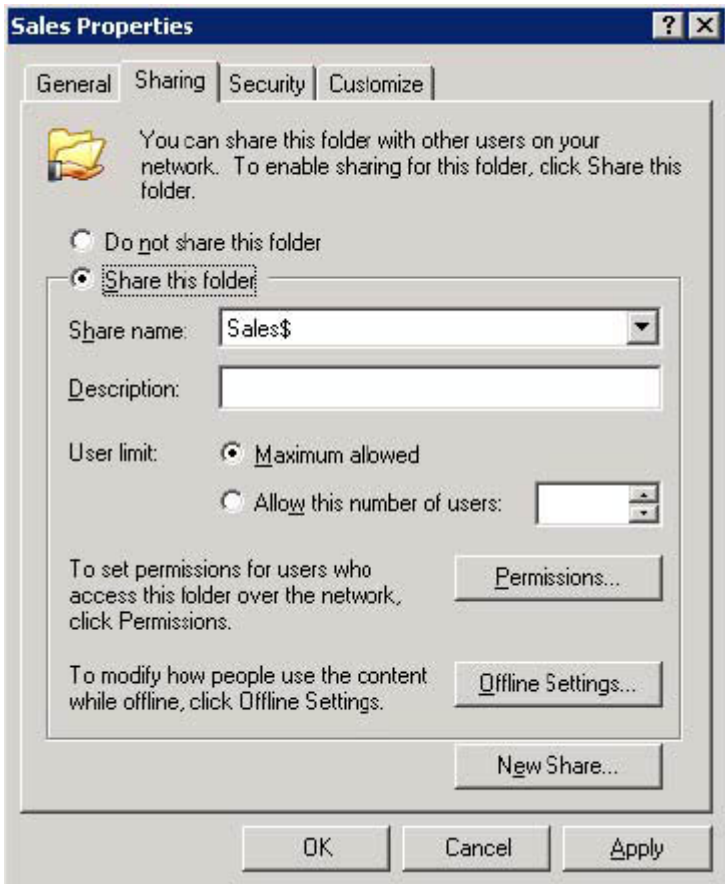 Sales Properties
General Sharing Security Customize
You can share this folder with other users on your
network. To enable sharing for this folder, click Share this
folder.
Do not share this folder
Share this folder
Share name: Sales$
Description:
User limit: Maximum allowed
Allow this number of users:
To set permissions for users who
access this folder over the network,
click Permissions.
Permissions...
To modify how people use the content
while offline, click Offline Settings.
Offline Settings...
New Share...
OK Cancel Apply